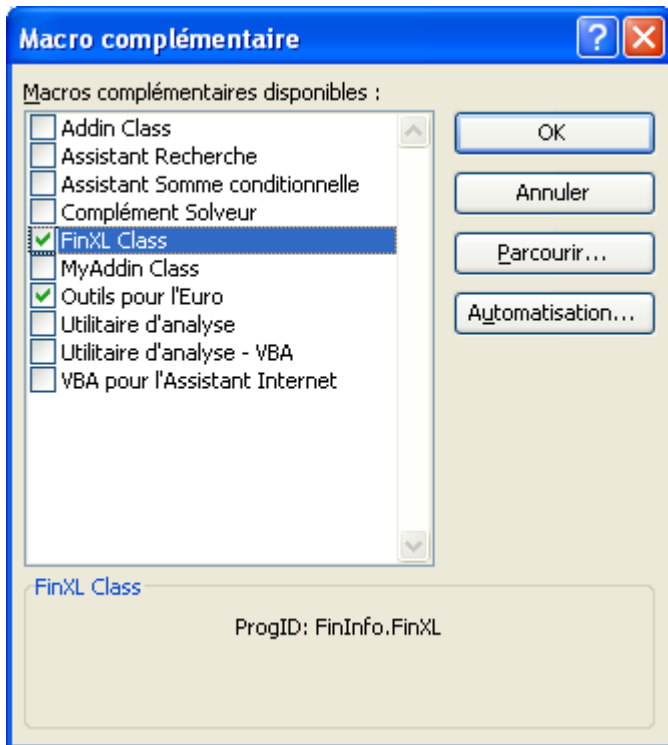 Macro complémentaire
Macros complémentaires disponibles :
Addin Class
Assistant Recherche
Assistant Somme conditionnelle
Complément Solveur
FinXL Class
MyAddin Class
Outils pour l'Euro
Utilitaire d'analyse
Utilitaire d'analyse - VBA
VBA pour l'Assistant Internet
OK
Annuler
Parcourir...
Automatisation...
FinXL Class
ProgID: FinInfo.FinXL